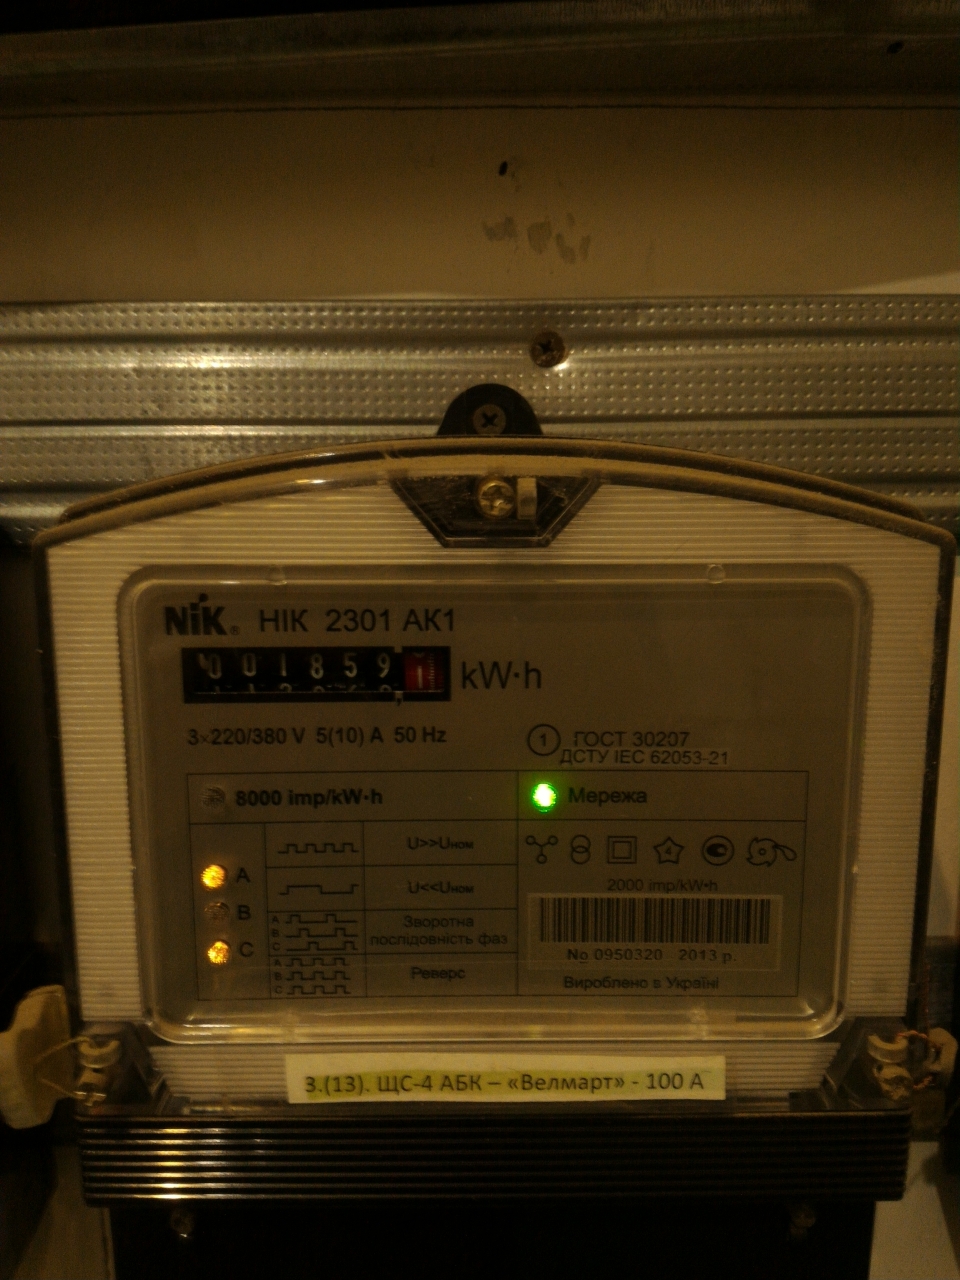 NiK® НІК 2301 АК1
001859 1 kW·h
3×220/380 V 5(10) A 50 Hz
1 ГОСТ 30207
ДСТУ IEC 62053-21
8000 imp/kW·h
Мережа
U>>Uном
A
U<<Uном
B
A
B
C
Зворотна
послідовність фаз
C
A
B
C
Реверс
4
2000 imp/kW·h
No 0950320 2013 р.
Вироблено в Україні
3.(13). ЩС-4 АБК – «Велмарт» - 100 А